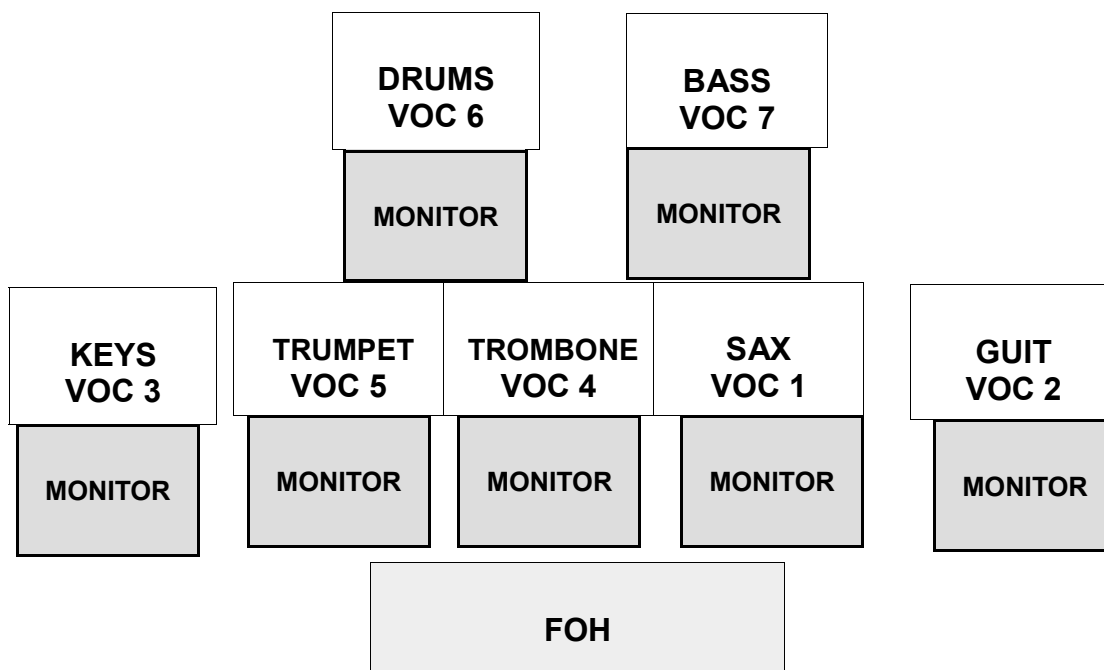 DRUMS
VOC 6
BASS
VOC 7
MONITOR
MONITOR
KEYS
VOC 3
TRUMPET
VOC 5
TROMBONE
VOC 4
SAX
VOC 1
GUIT
VOC 2
MONITOR
MONITOR
MONITOR
MONITOR
MONITOR
FOH